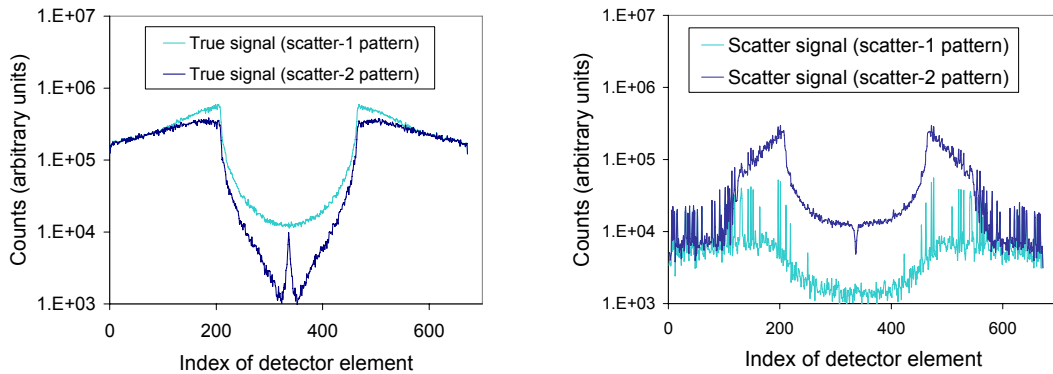 Counts (arbitrary units)
1.E+07
1.E+06
1.E+05
1.E+04
1.E+03
True signal (scatter-1 pattern)
True signal (scatter-2 pattern)
0 200 400 600
Index of detector element
Counts (arbitrary units)
1.E+07
1.E+06
1.E+05
1.E+04
1.E+03
Scatter signal (scatter-1 pattern)
Scatter signal (scatter-2 pattern)
0 200 400 600
Index of detector element